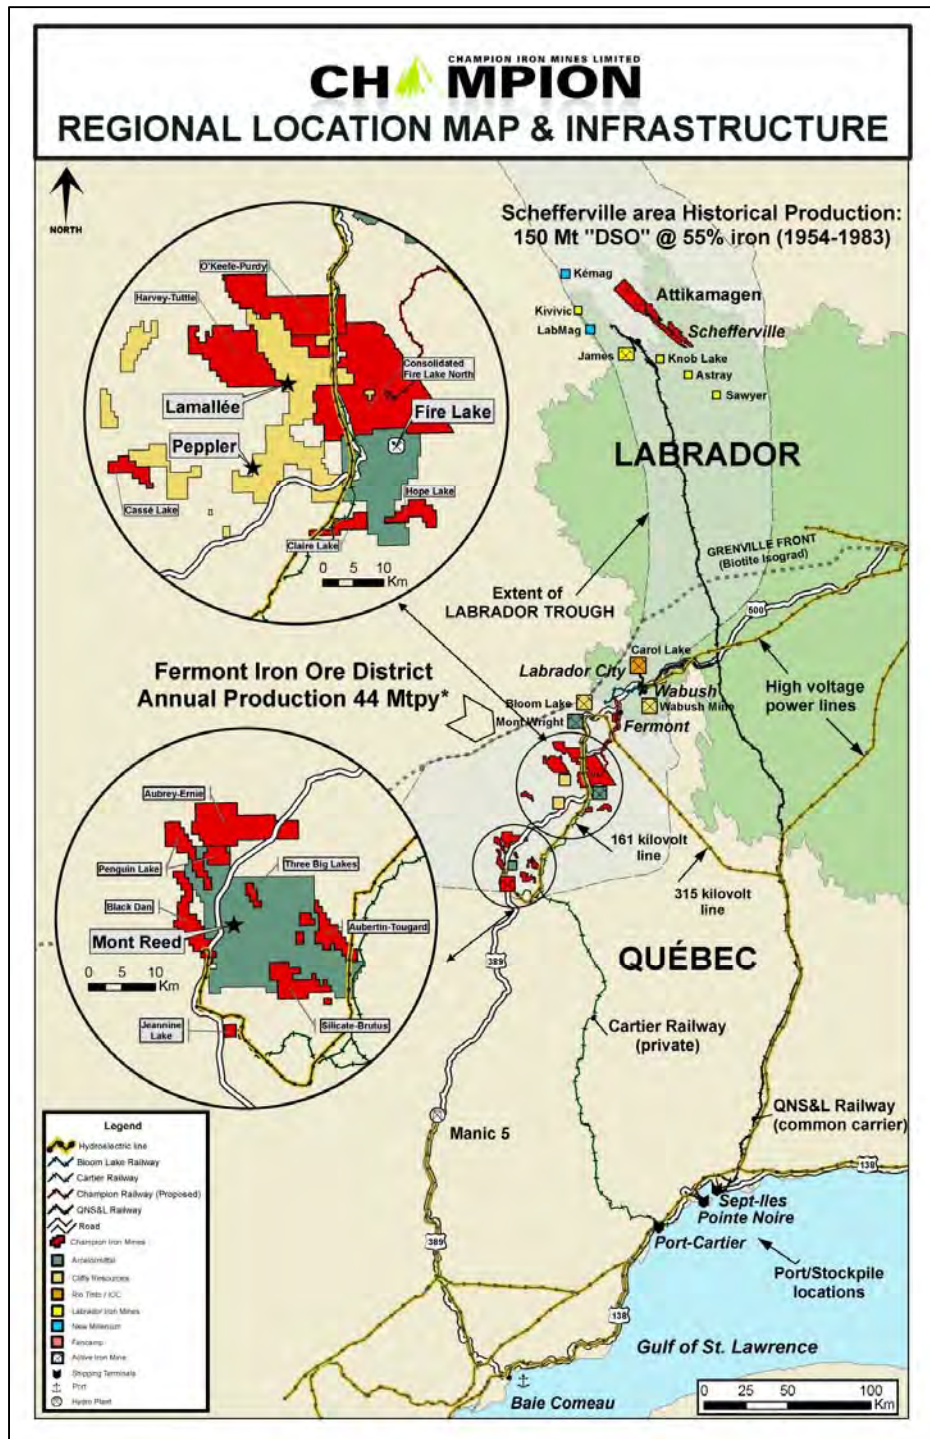 CHAMPION IRON MINES LIMITED
CHAMPION
REGIONAL LOCATION MAP & INFRASTRUCTURE
NORTH
Schefferville area Historical Production:
150 Mt "DSO" @ 55% iron (1954-1983)
O'Keefe-Purdy
Harvey-Tuttle
Consolidated
Fire Lake North
Lamallée
Fire Lake
Peppler
Hope Lake
Cassé Lake
Claire Lake
0 5 10
Km
Kémag
Attikamagen
Kivivic
LabMag
Schefferville
James
Knob Lake
Astray
Sawyer
LABRADOR
GRENVILLE FRONT
(Biotite Isograd)
Extent of
LABRADOR TROUGH
500
Carol Lake
Labrador City
Wabush
Bloom Lake
Wabush Mine
Mont Wright
Fermont
High voltage
power lines
Fermont Iron Ore District
Annual Production 44 Mtpy*
161 kilovolt
line
315 kilovolt
line
Aubrey-Ernie
Penguin Lake
Three Big Lakes
Black Dan
Aubertin-Tougard
Mont Reed
0 5 10
Km
Silicate-Brutus
Jeannine
Lake
389
QUÉBEC
Cartier Railway
(private)
Manic 5
QNS&L Railway
(common carrier)
138
Sept-Iles
Pointe Noire
Port-Cartier
389
Port/Stockpile
locations
138
Gulf of St. Lawrence
Baie Comeau
0 25 50 100
Km
Legend
Hydroelectric line
Bloom Lake Railway
Cartier Railway
Champion Railway (Proposed)
QNS&L Railway
Road
Champion Iron Mines
Arcelormittal
Cliffs Resources
Rio Tinto / IOC
Labrador Iron Mines
New Millenium
Fancamp
Active Iron Mine
Shipping Terminals
Port
Hydro Plant